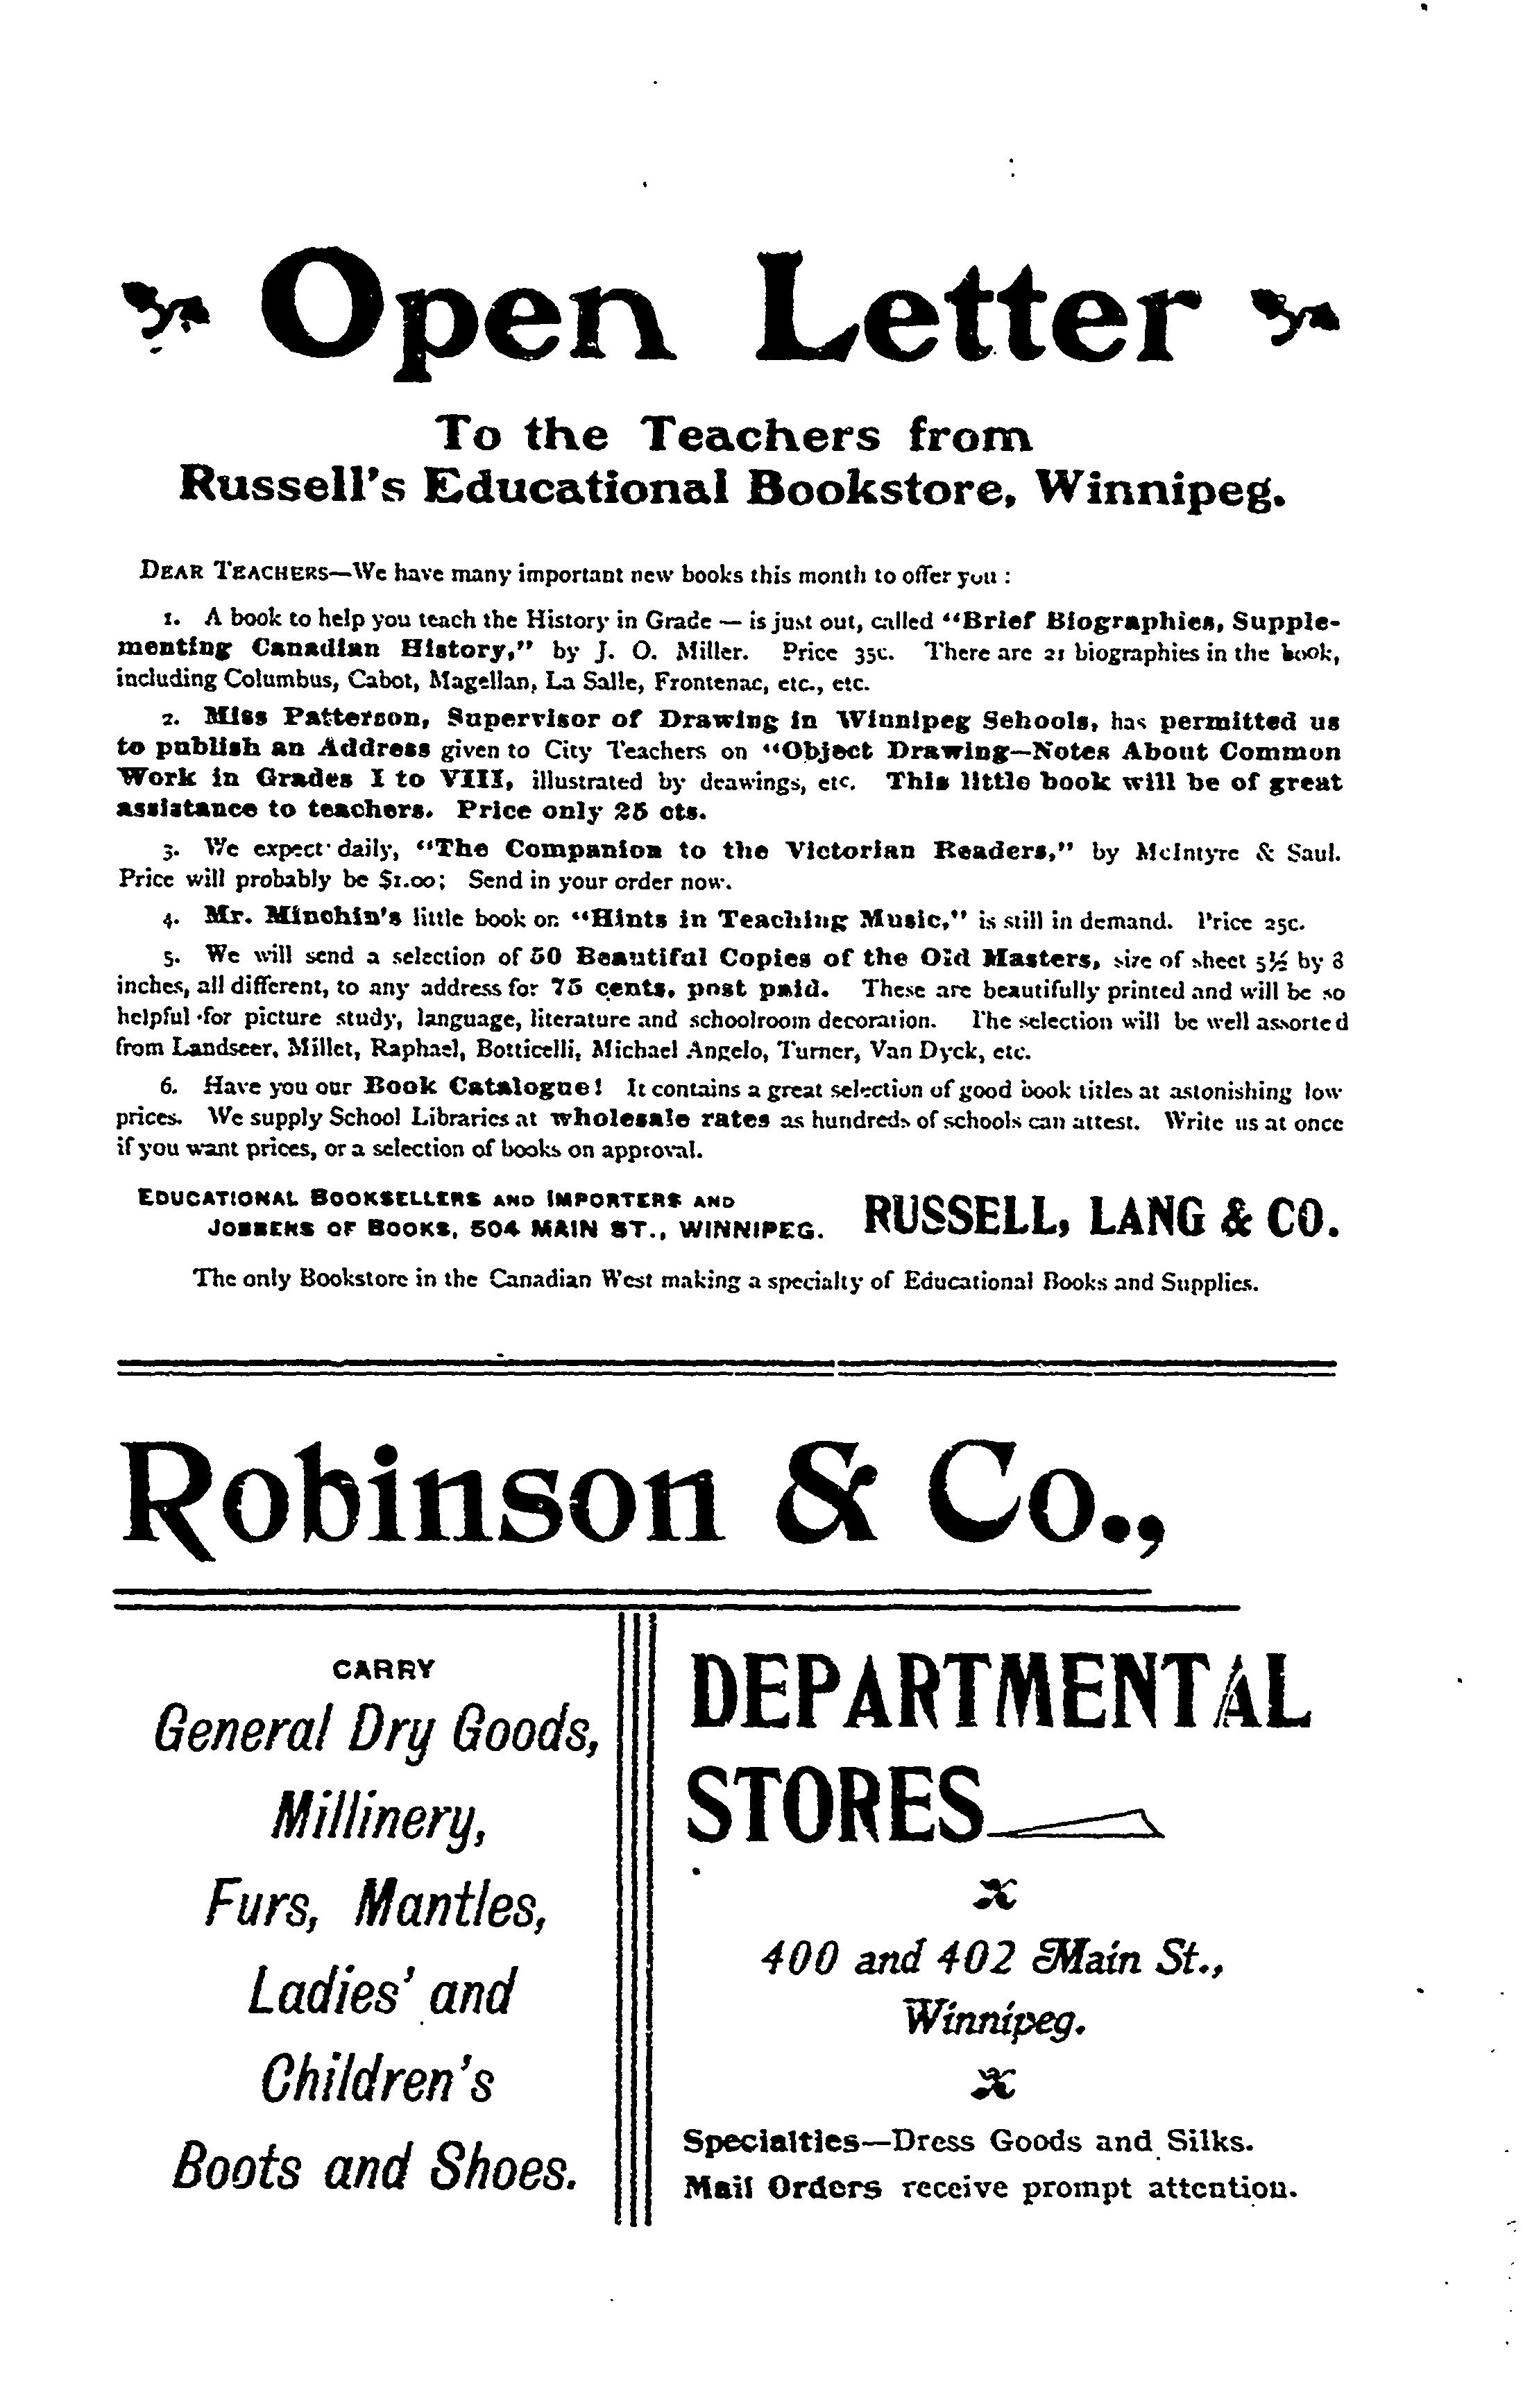 Open Letter
To the Teachers from
Russell's Educational Bookstore, Winnipeg.
DEAR TEACHERS—We have many important new books this month to offer you :
1. A book to help you teach the History in Grade — is just out, called "Brief Biographies, Supple-
menting Canadian History," by J. O. Miller. Price 35c. There are 21 biographies in the book,
including Columbus, Cabot, Magellan, La Salle, Frontenac, etc., etc.
2. Miss Patterson, Supervisor of Drawing in Winnipeg Sehools, has permitted us
to publish an Address given to City Teachers on "Object Drawing—Notes About Common
Work in Grades I to VIII, illustrated by drawings, etc. This little book will be of great
assistance to teachers. Price only 25 cts.
3. We expect daily, "The Companion to the Victorian Readers," by McIntyre & Saul.
Price will probably be $1.00; Send in your order now.
4. Mr. Minchin's little book on "Hints in Teaching Music," is still in demand. Price 25c.
5. We will send a selection of 50 Beautiful Copies of the Old Masters, size of sheet 5½ by 8
inches, all different, to any address for 75 cents, post paid. These are beautifully printed and will be so
helpful for picture study, language, literature and schoolroom decoration. The selection will be well assorted
from Landseer, Millet, Raphael, Botticelli, Michael Angelo, Turner, Van Dyck, etc.
6. Have you our Book Catalogue! It contains a great selection of good book titles at astonishing low
prices. We supply School Libraries at wholesale rates as hundreds of schools can attest. Write us at once
if you want prices, or a selection of books on approval.
EDUCATIONAL BOOKSELLERS AND IMPORTERS AND
JOBBERS OF BOOKS, 504 MAIN ST., WINNIPEG.
RUSSELL, LANG & CO.
The only Bookstore in the Canadian West making a specialty of Educational Books and Supplies.
Robinson & Co.,
CARRY
General Dry Goods,
Millinery,
Furs, Mantles,
Ladies' and
Children's
Boots and Shoes.
DEPARTMENTAL
STORES
400 and 402 Main St.,
Winnipeg.
Specialties—Dress Goods and Silks.
Mail Orders receive prompt attention.